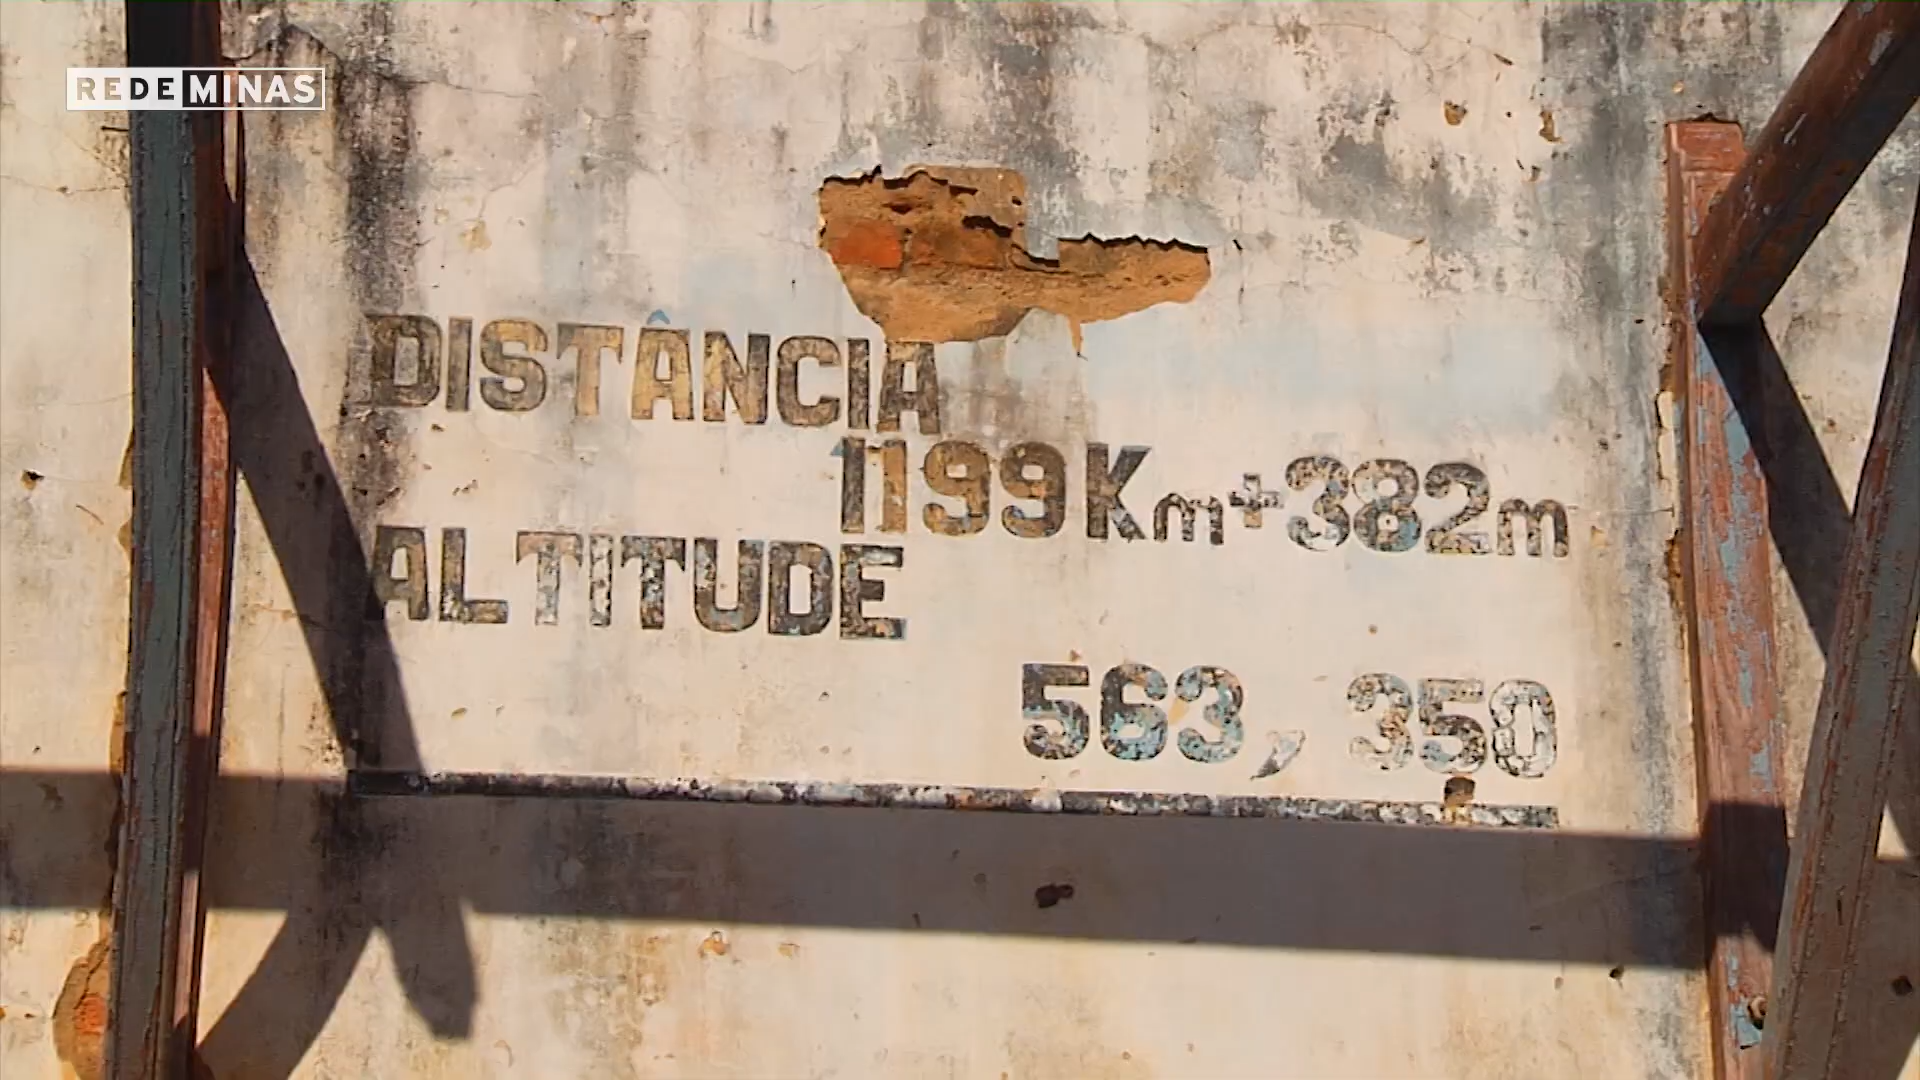 REDEMINAS
DISTÂNCIA
1199Km+382m
ALTITUDE
563,350